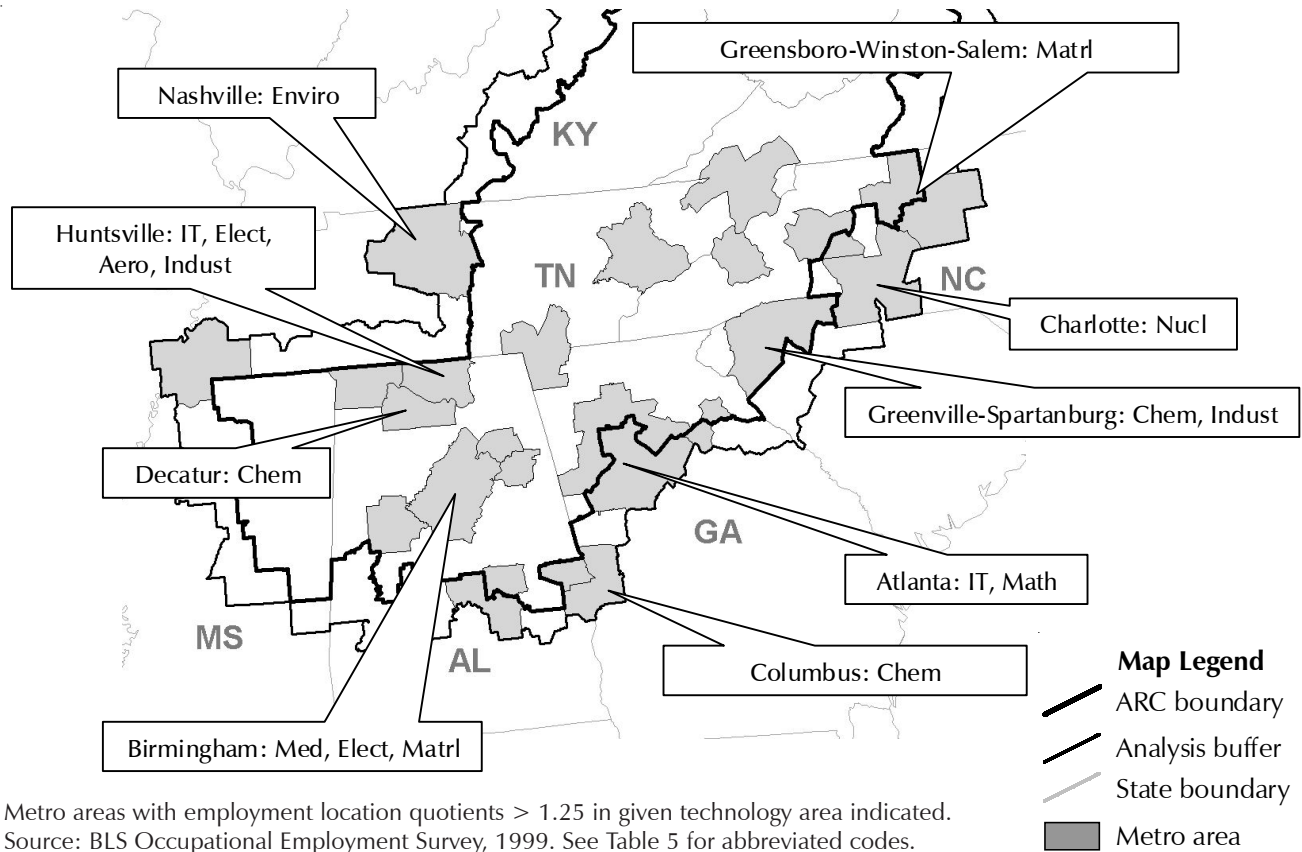 Greensboro-Winston-Salem: Matrl
Nashville: Enviro
KY
Huntsville: IT, Elect,
Aero, Indust
TN
NC
Charlotte: Nucl
Greenville-Spartanburg: Chem, Indust
Decatur: Chem
GA
Atlanta: IT, Math
MS
AL
Columbus: Chem
Birmingham: Med, Elect, Matrl
Map Legend
ARC boundary
Analysis buffer
State boundary
Metro area
Metro areas with employment location quotients > 1.25 in given technology area indicated.
Source: BLS Occupational Employment Survey, 1999. See Table 5 for abbreviated codes.